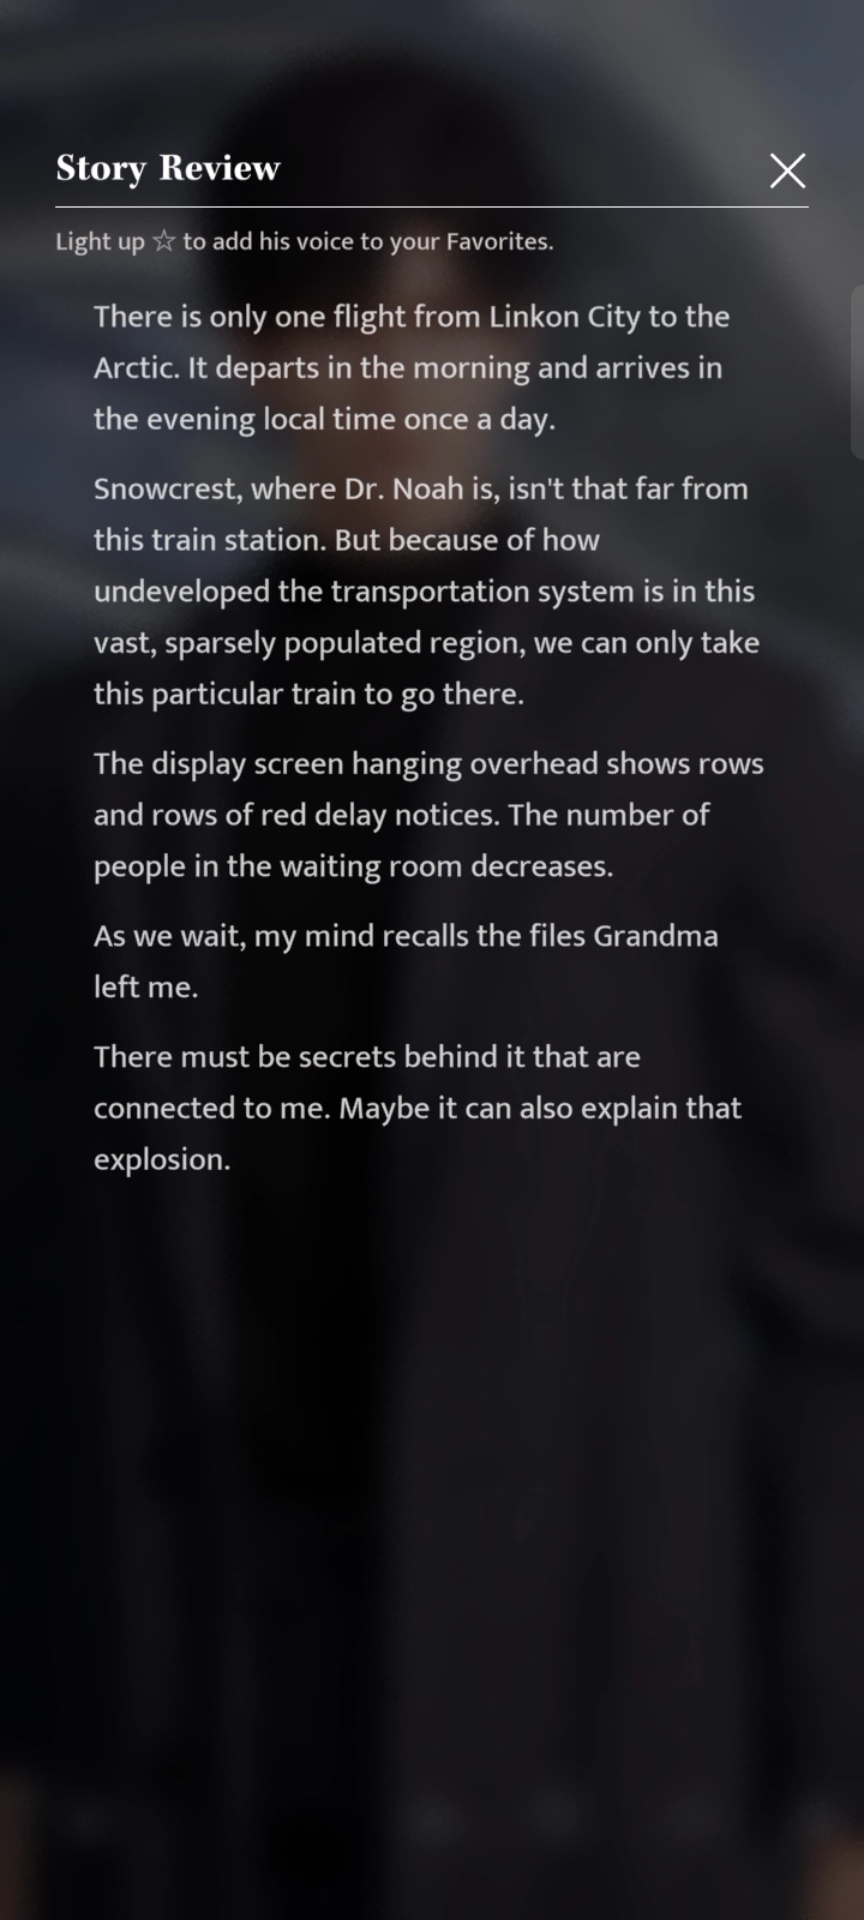 Story Review
Light up ☆ to add his voice to your Favorites.
There is only one flight from Linkon City to the
Arctic. It departs in the morning and arrives in
the evening local time once a day.
Snowcrest, where Dr. Noah is, isn't that far from
this train station. But because of how
undeveloped the transportation system is in this
vast, sparsely populated region, we can only take
this particular train to go there.
The display screen hanging overhead shows rows
and rows of red delay notices. The number of
people in the waiting room decreases.
As we wait, my mind recalls the files Grandma
left me.
There must be secrets behind it that are
connected to me. Maybe it can also explain that
explosion.